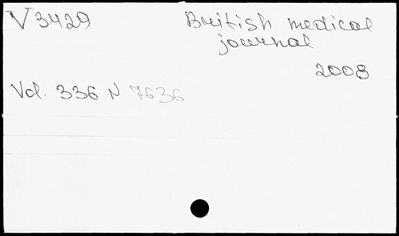 V3429
British medical
journal
2008
Vol. 336 N 7636